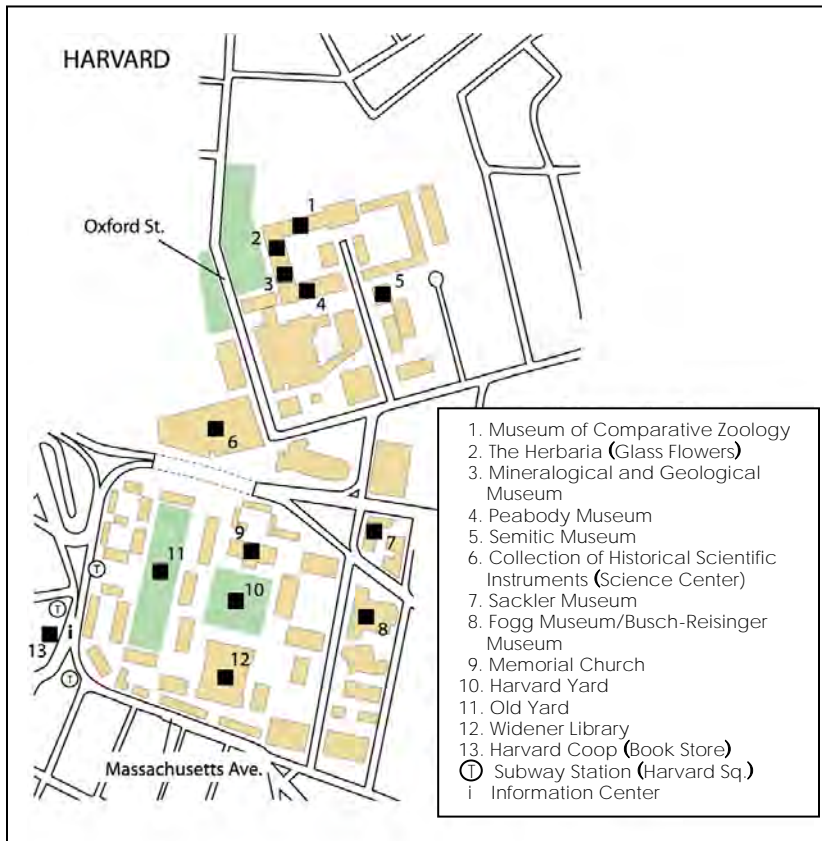 HARVARD
Oxford St.
1
2
3
4
5
6
7
8
9
10
11
12
13
T
T
i
T
Massachusetts Ave.
1. Museum of Comparative Zoology
2. The Herbaria (Glass Flowers)
3. Mineralogical and Geological
Museum
4. Peabody Museum
5. Semitic Museum
6. Collection of Historical Scientific
Instruments (Science Center)
7. Sackler Museum
8. Fogg Museum/Busch-Reisinger
Museum
9. Memorial Church
10. Harvard Yard
11. Old Yard
12. Widener Library
13. Harvard Coop (Book Store)
T Subway Station (Harvard Sq.)
i Information Center